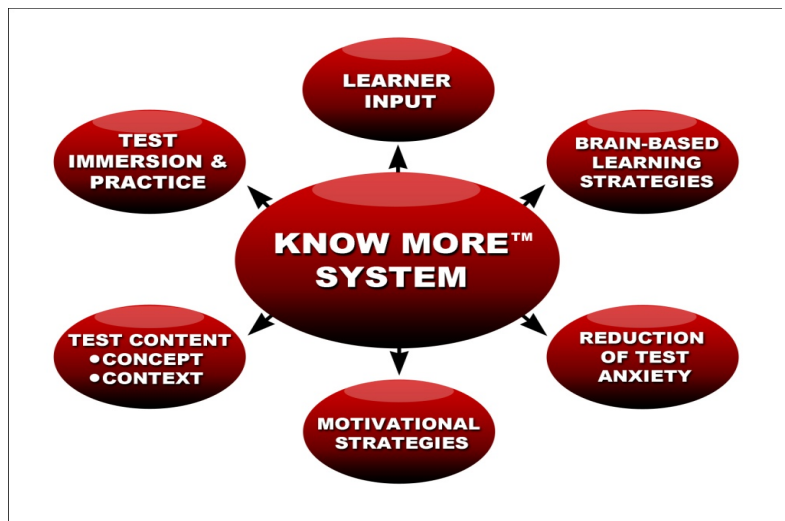 LEARNER
INPUT
TEST
IMMERSION &
PRACTICE
BRAIN-BASED
LEARNING
STRATEGIES
KNOW MORE™
SYSTEM
TEST CONTENT
●CONCEPT
●CONTEXT
REDUCTION
OF TEST
ANXIETY
MOTIVATIONAL
STRATEGIES